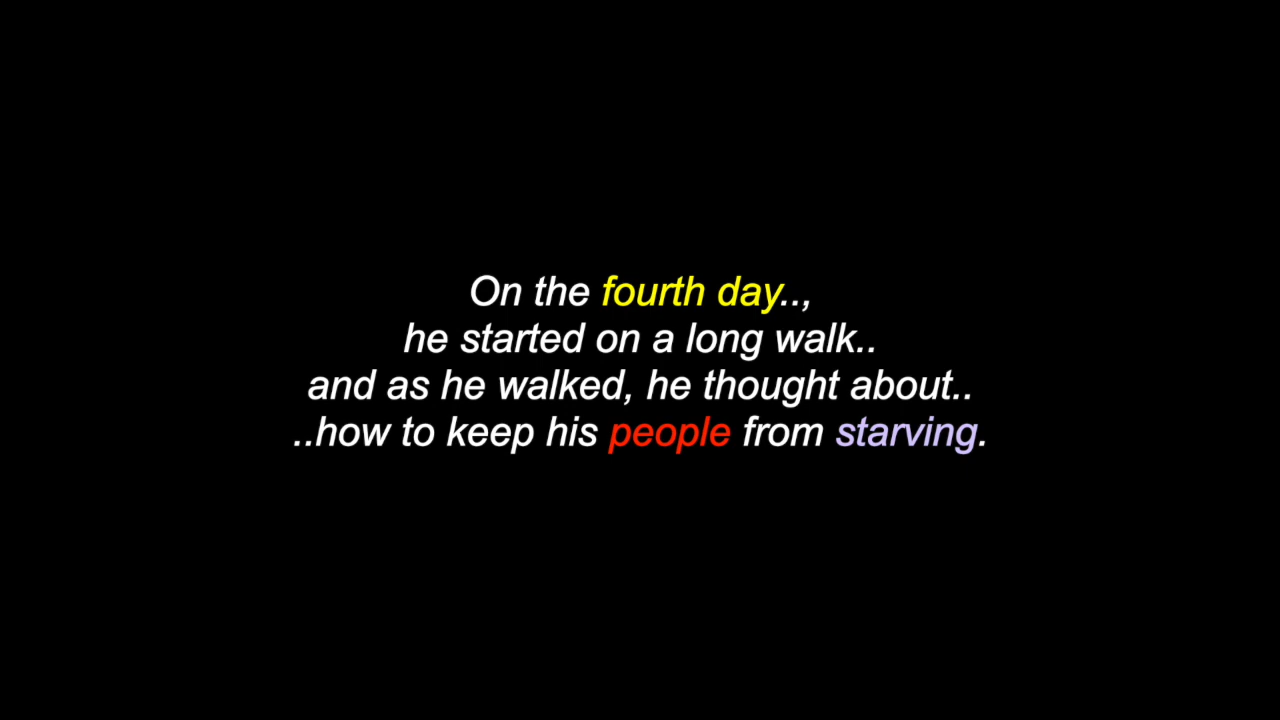 On the fourth day..,
he started on a long walk..
and as he walked, he thought about..
..how to keep his people from starving.